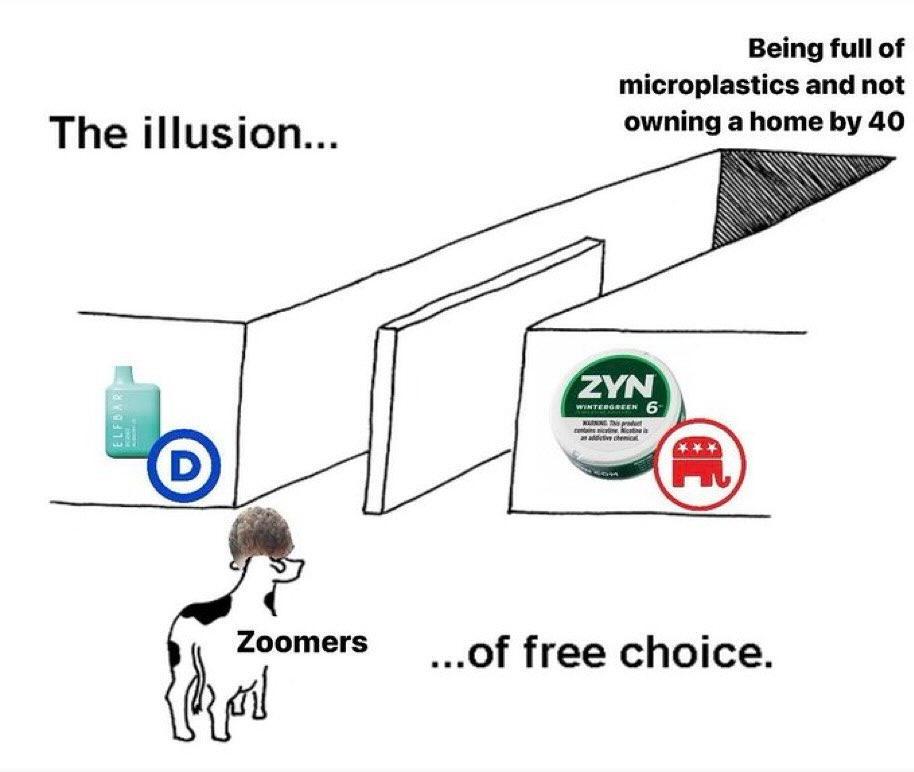 Being full of
microplastics and not
owning a home by 40
The illusion...
ELFBAR
D
ZYN
WINTERGREEN 6
WARNING: This product
contains nicotine. Nicotine is
an addictive chemical.
Zoomers
...of free choice.